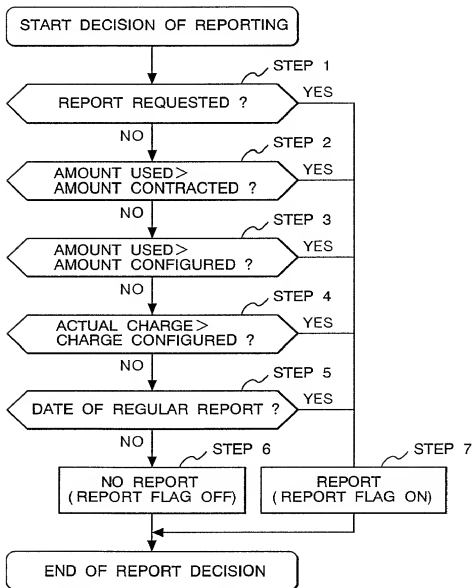 START DECISION OF REPORTING
STEP 1
REPORT REQUESTED ?
YES
NO
STEP 2
AMOUNT USED>
AMOUNT CONTRACTED ?
YES
NO
STEP 3
AMOUNT USED>
AMOUNT CONFIGURED ?
YES
NO
STEP 4
ACTUAL CHARGE>
CHARGE CONFIGURED ?
YES
NO
STEP 5
DATE OF REGULAR REPORT ?
YES
NO
STEP 6
NO REPORT
(REPORT FLAG OFF)
STEP 7
REPORT
(REPORT FLAG ON)
END OF REPORT DECISION